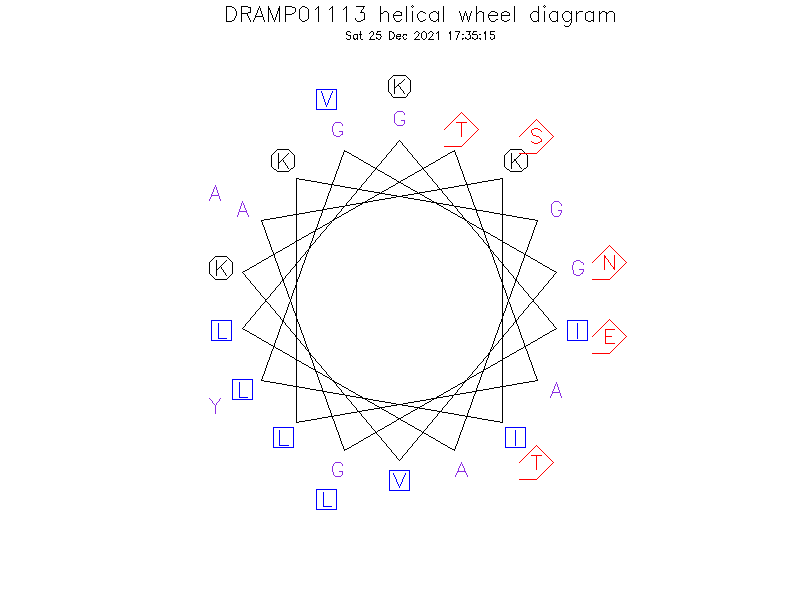 DRAMP01113 helical wheel diagram
Sat 25 Dec 2021 17:35:15
K
V
G
T
G
S
K
K
A
A
G
K
G
N
L
I
E
L
A
Y
L
I
G
A
T
V
L